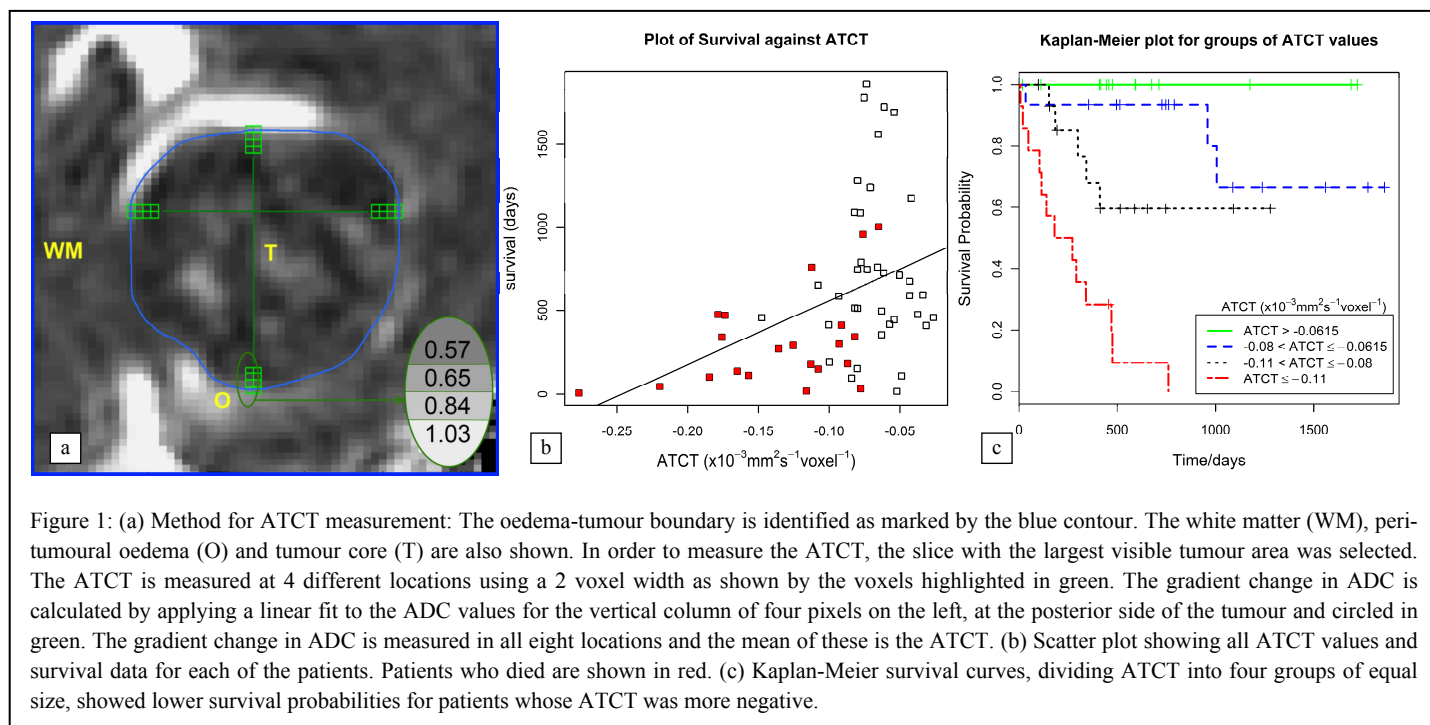 WM
T
O
0.57
0.65
0.84
1.03
a
Plot of Survival against ATCT
survival (days)
1500
1000
500
0
-0.25
-0.20
-0.15
-0.10
-0.05
ATCT (x10⁻³mm²s⁻¹voxel⁻¹)
b
Kaplan-Meier plot for groups of ATCT values
Survival Probability
1.0
0.8
0.6
0.4
0.2
0.0
0
500
1000
1500
Time/days
ATCT (x10⁻³mm²s⁻¹voxel⁻¹)
ATCT > -0.0615
-0.08 < ATCT ≤ −0.0615
-0.11 < ATCT ≤ −0.08
ATCT ≤ −0.11
c
Figure 1: (a) Method for ATCT measurement: The oedema-tumour boundary is identified as marked by the blue contour. The white matter (WM), peri-
tumoural oedema (O) and tumour core (T) are also shown. In order to measure the ATCT, the slice with the largest visible tumour area was selected.
The ATCT is measured at 4 different locations using a 2 voxel width as shown by the voxels highlighted in green. The gradient change in ADC is
calculated by applying a linear fit to the ADC values for the vertical column of four pixels on the left, at the posterior side of the tumour and circled in
green. The gradient change in ADC is measured in all eight locations and the mean of these is the ATCT. (b) Scatter plot showing all ATCT values and
survival data for each of the patients. Patients who died are shown in red. (c) Kaplan-Meier survival curves, dividing ATCT into four groups of equal
size, showed lower survival probabilities for patients whose ATCT was more negative.